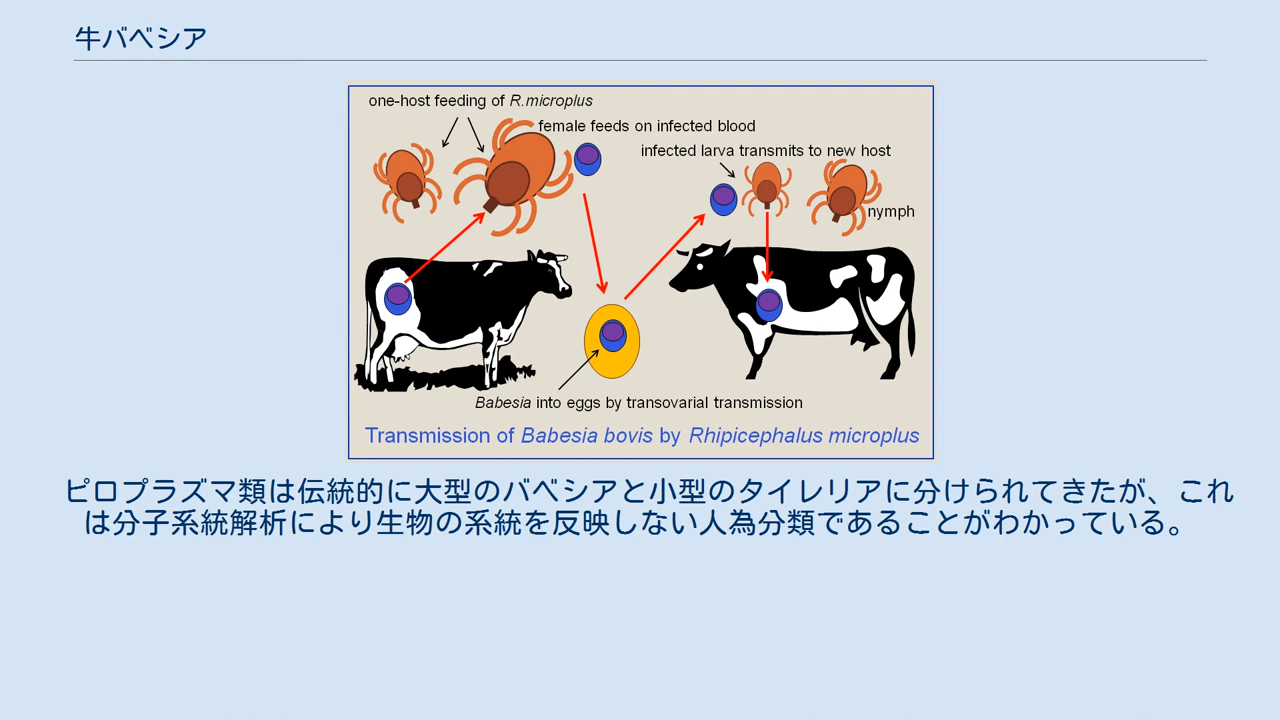 牛バベシア
one-host feeding of R.microplus
female feeds on infected blood
infected larva transmits to new host
nymph
Babesia into eggs by transovarial transmission
Transmission of Babesia bovis by Rhipicephalus microplus
ピロプラズマ類は伝統的に大型のバベシアと小型のタイレリアに分けられてきたが、これ
は分子系統解析により生物の系統を反映しない人為分類であることがわかっている。